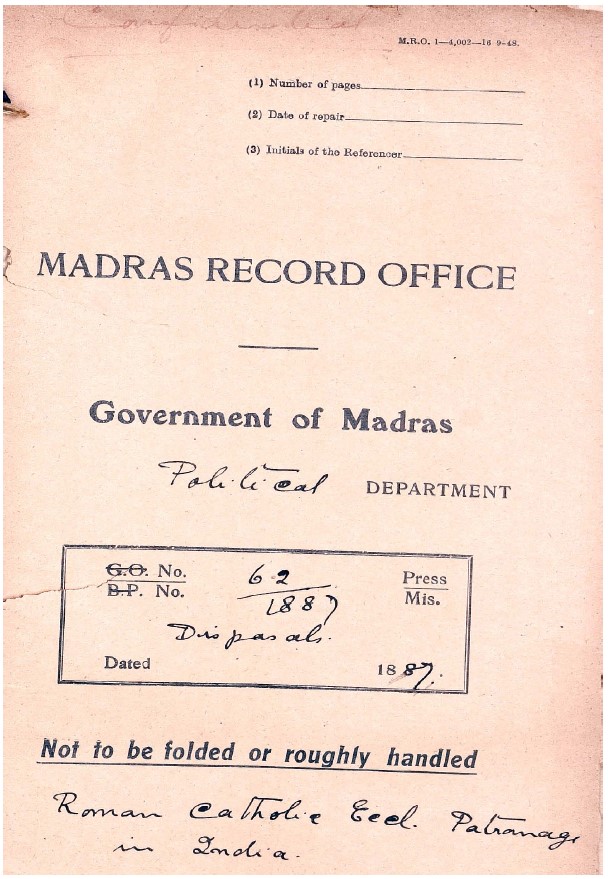 Confidential
M.R.O. 1—4,002—16-9-48.
(1) Number of pages
(2) Date of repair
(3) Initials of the Referencer
MADRAS RECORD OFFICE
Government of Madras
Political DEPARTMENT
G.O. No. 62 Press
B.P. No. 1887 Mis.
Disposals.
Dated 1887.
Not to be folded or roughly handled
Roman Catholic Eccl. Patronage
in India.